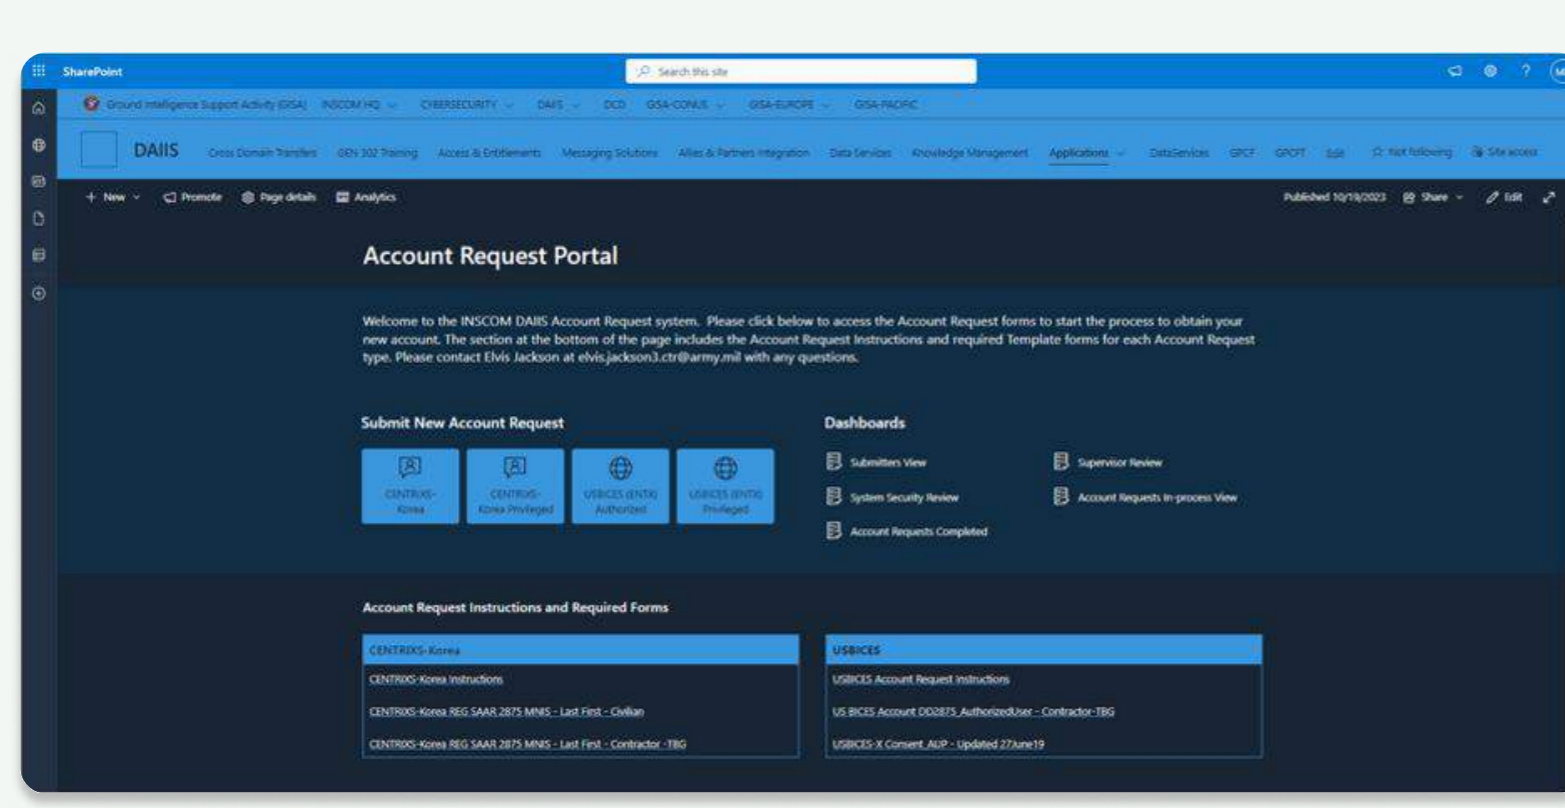 SharePoint
Search this site
?
Ground Intelligence Support Activity (GISA) INSCOM HQ CYBERSECURITY DAIIS DCO GISA-CONUS GISA-EUROPE GISA-PACIFIC
DAIIS Cross Domain Transfers GEN 302 Training Access & Entitlements Messaging Solutions Allies & Partners Integration Data Services Knowledge Management Applications DataServices GPCF GPCFT Edit Not following Site access
+ New Promote Page details Analytics Published 10/19/2023 Share Edit
Account Request Portal
Welcome to the INSCOM DAIIS Account Request system. Please click below to access the Account Request forms to start the process to obtain your
new account. The section at the bottom of the page includes the Account Request Instructions and required Template forms for each Account Request
type. Please contact Elvis Jackson at elvis.jackson3.ctr@army.mil with any questions.
Submit New Account Request
CENTRIXS-
Korea
CENTRIXS-
Korea Privileged
USBICES (ENTX)
Authorized
USBICES (ENTX)
Privileged
Dashboards
Submitters View
Supervisor Review
System Security Review
Account Requests In-process View
Account Requests Completed
Account Request Instructions and Required Forms
CENTRIXS-Korea
CENTRIXS-Korea Instructions
CENTRIXS-Korea REG SAAR 2875 MNIS - Last First - Civilian
CENTRIXS-Korea REG SAAR 2875 MNIS - Last First - Contractor -TBG
USBICES
USBICES Account Request Instructions
US BICES Account DD2875_AuthorizedUser - Contractor-TBG
USBICES-X Consent_AUP - Updated 27June19